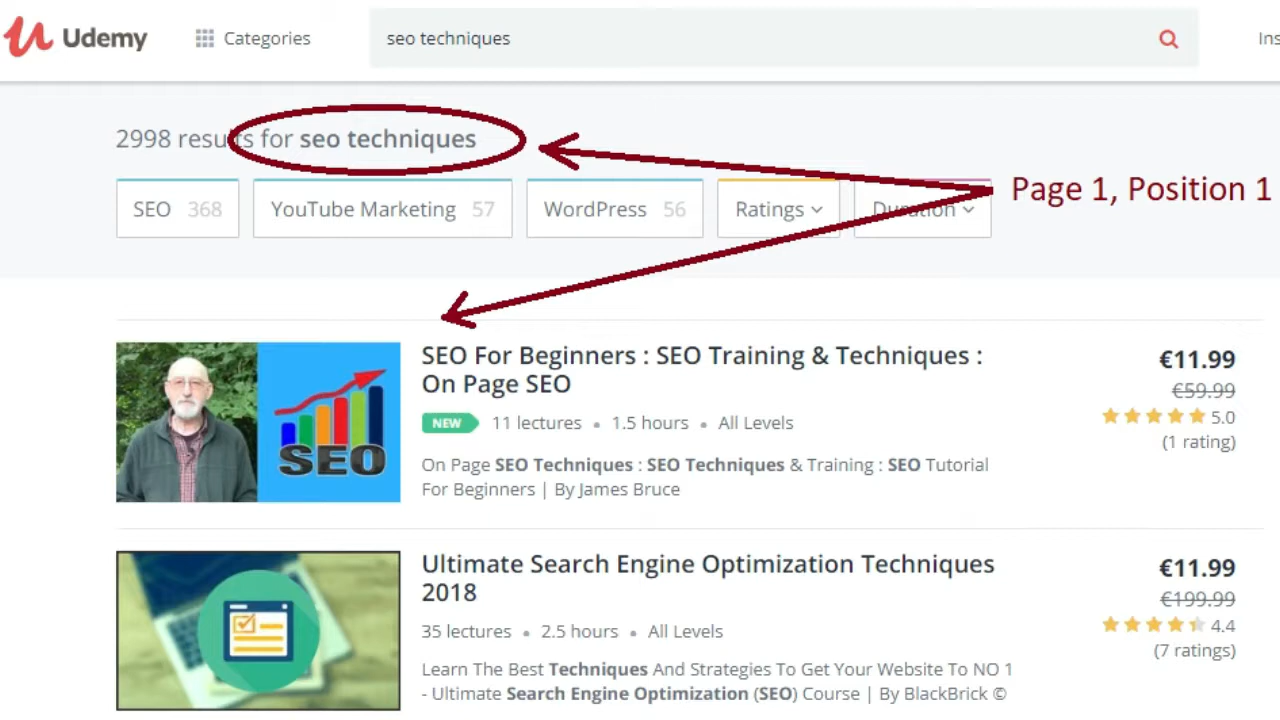 Udemy Categories seo techniques Ins
2998 results for seo techniques
Page 1, Position 1
SEO 368 YouTube Marketing 57 WordPress 56 Ratings Duration
SEO For Beginners : SEO Training & Techniques :
On Page SEO
€11.99
€59.99
NEW 11 lectures 1.5 hours All Levels
5.0
(1 rating)
On Page SEO Techniques : SEO Techniques & Training : SEO Tutorial
For Beginners | By James Bruce
SEO
Ultimate Search Engine Optimization Techniques
2018
€11.99
€199.99
35 lectures 2.5 hours All Levels
4.4
(7 ratings)
Learn The Best Techniques And Strategies To Get Your Website To NO 1
- Ultimate Search Engine Optimization (SEO) Course | By BlackBrick ©